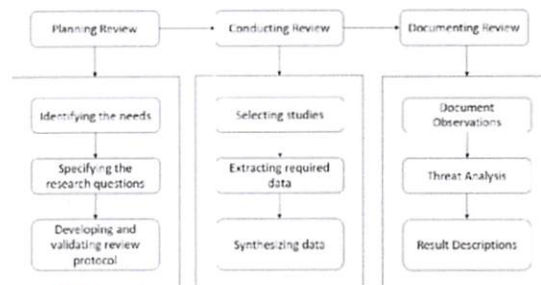 Planning Review
Conducting Review
Documenting Review
Identifying the needs
Specifying the
research questions
Developing and
validating review
protocol
Selecting studies
Extracting required
data
Synthesizing data
Document
Observations
Threat Analysis
Result Descriptions